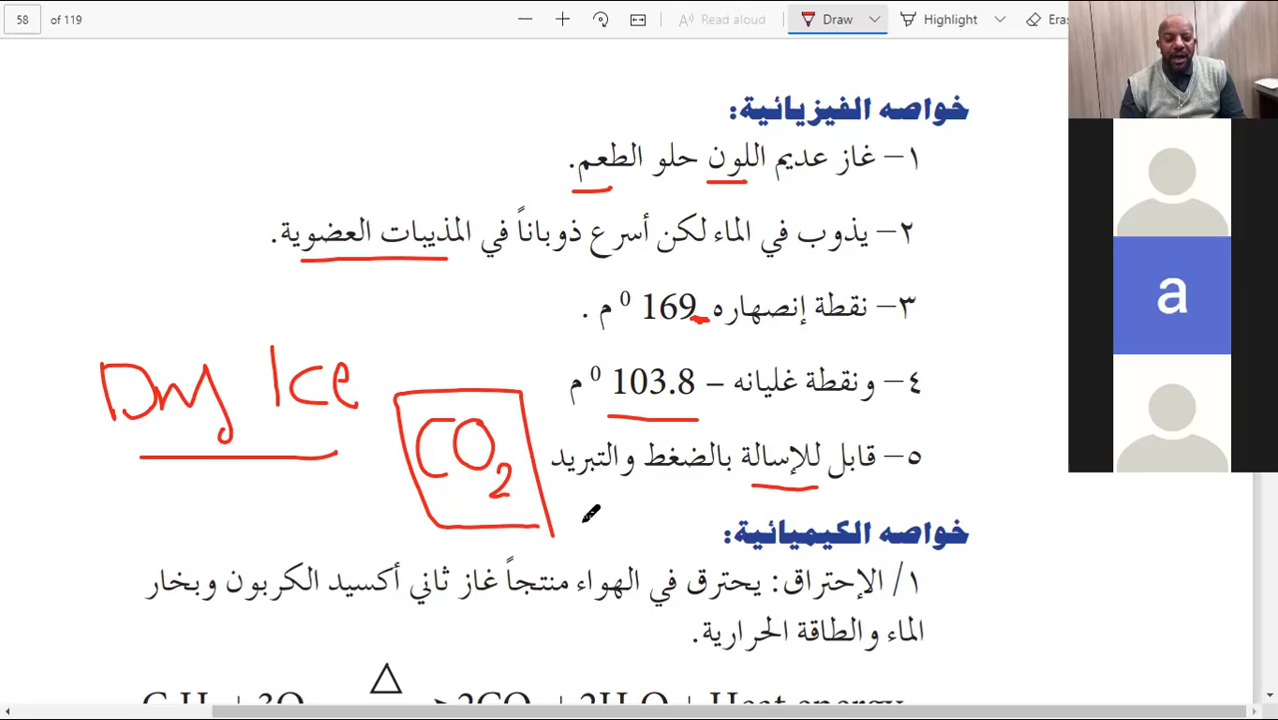 58 of 119
Read aloud
Draw
Highlight
خواصه الفيزيائية:
١– غاز عديم اللون حلو الطعم.
٢– يذوب في الماء لكن أسرع ذوباناً في المذيبات العضوية.
٣– نقطة إنصهاره 169 ⁰ م .
٤– ونقطة غليانه – 103.8 ⁰ م
٥– قابل للإسالة بالضغط والتبريد
Dry Ice
CO₂
a
خواصه الكيميائية:
١/ الإحتراق: يحترق في الهواء منتجاً غاز ثاني أكسيد الكربون وبخار
الماء والطاقة الحرارية.